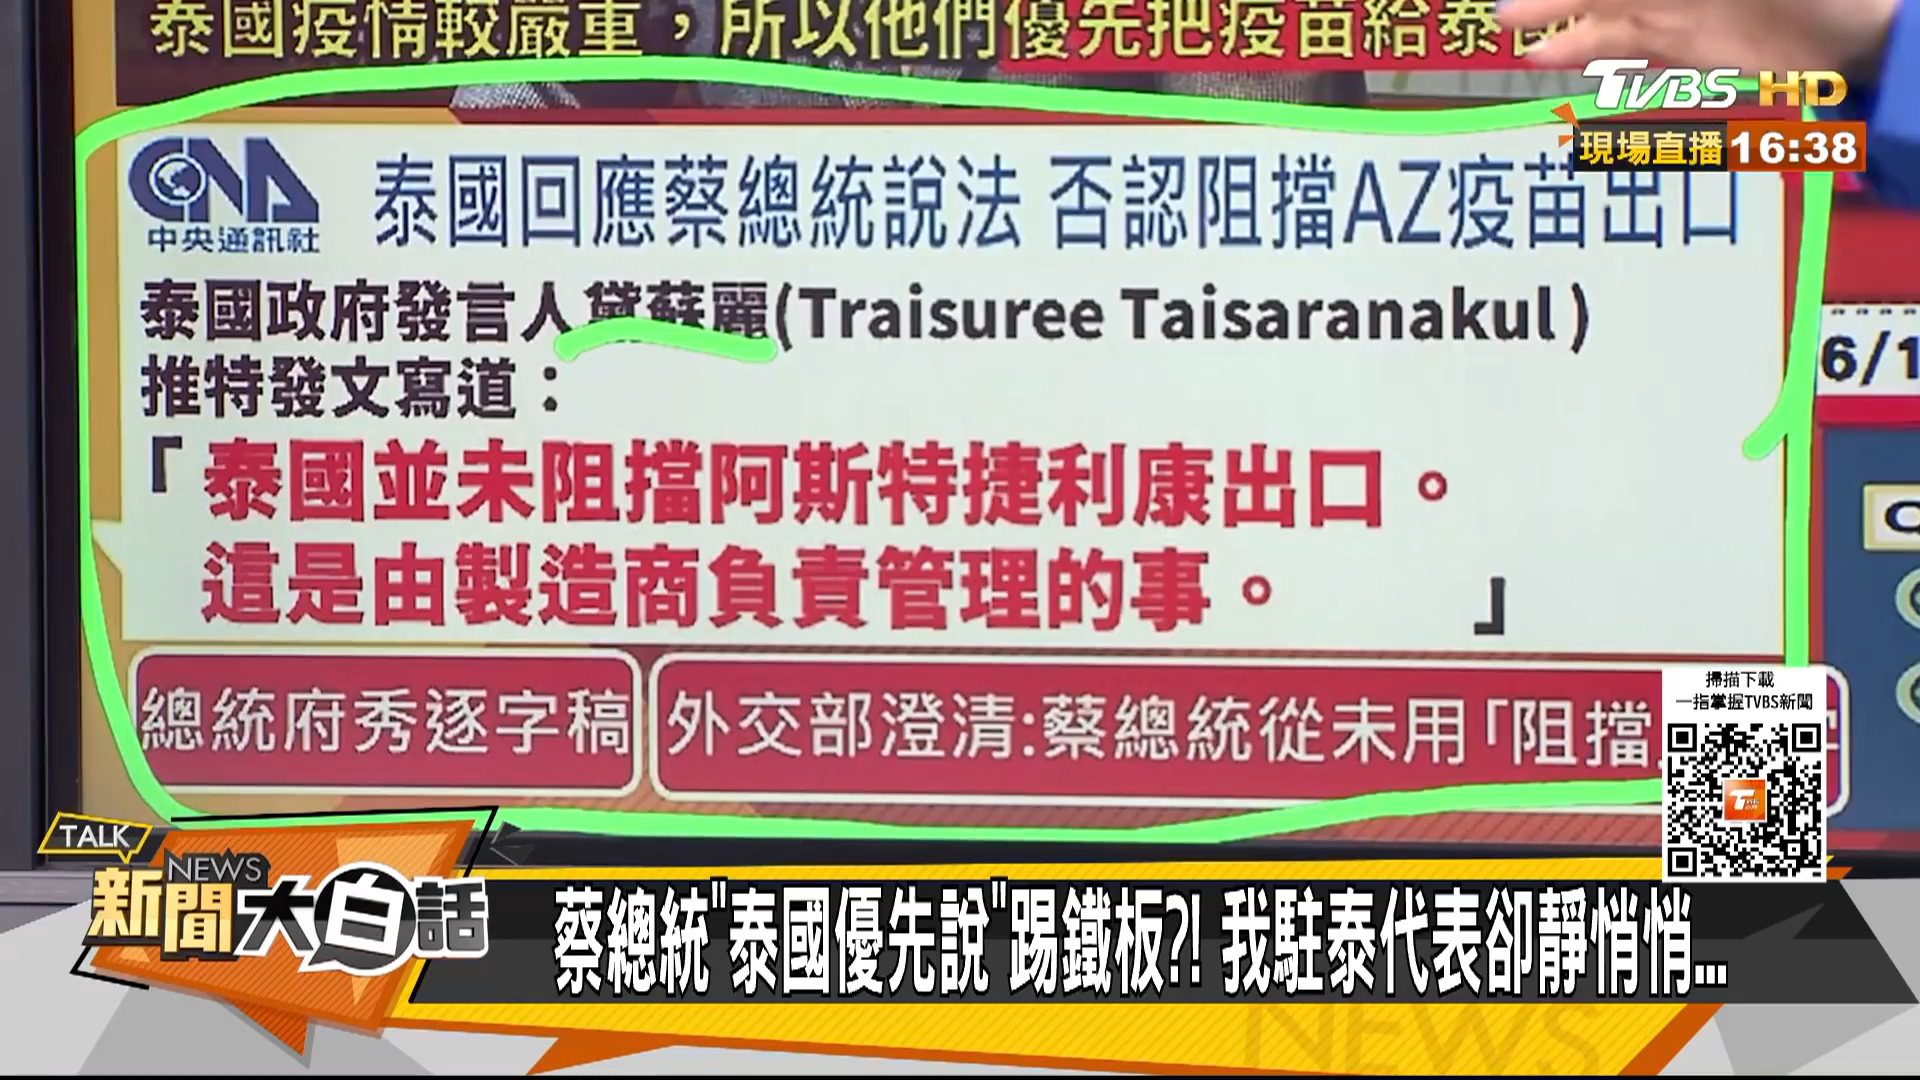 泰國疫情較嚴重，所以他們優先把疫苗給泰國
TVBS HD
現場直播 16:38
CNA
中央通訊社
泰國回應蔡總統說法 否認阻擋AZ疫苗出口
泰國政府發言人黛蘇麗(Traisuree Taisaranakul)
推特發文寫道：
「泰國並未阻擋阿斯特捷利康出口。
這是由製造商負責管理的事。」
6/1
總統府秀逐字稿
外交部澄清:蔡總統從未用「阻擋
掃描下載
一指掌握TVBS新聞
TALK
NEWS
新聞大白話
蔡總統"泰國優先說"踢鐵板?! 我駐泰代表卻靜悄悄...
NEWS